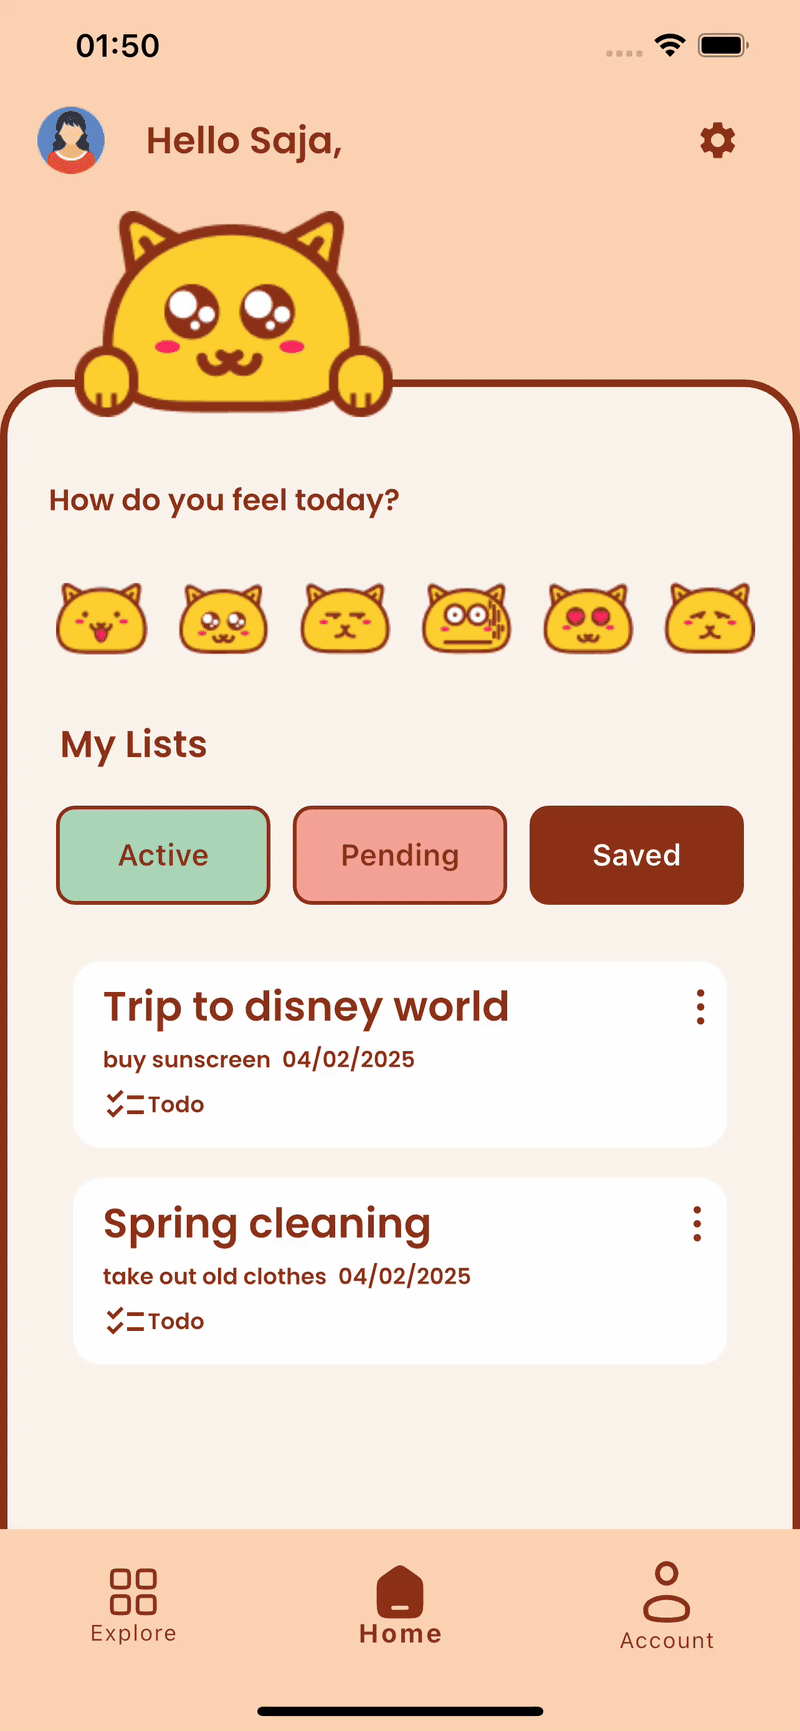 01:50
Hello Saja,
How do you feel today?
My Lists
Active Pending Saved
Trip to disney world
buy sunscreen 04/02/2025
Todo
Spring cleaning
take out old clothes 04/02/2025
Todo
Explore Home Account